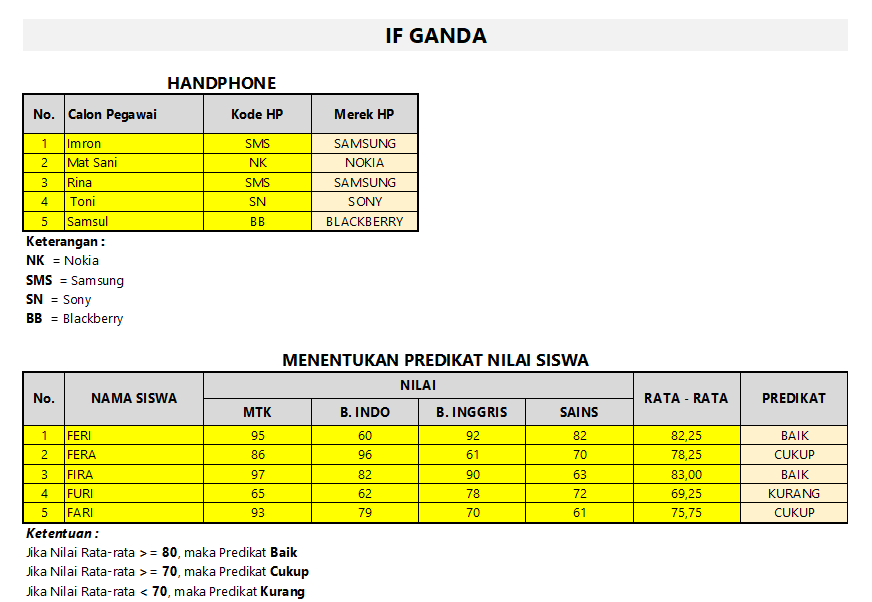 IF GANDA
HANDPHONE
No. Calon Pegawai Kode HP Merek HP
1 Imron SMS SAMSUNG
2 Mat Sani NK NOKIA
3 Rina SMS SAMSUNG
4 Toni SN SONY
5 Samsul BB BLACKBERRY
Keterangan :
NK = Nokia
SMS = Samsung
SN = Sony
BB = Blackberry
MENENTUKAN PREDIKAT NILAI SISWA
No. NAMA SISWA NILAI RATA - RATA PREDIKAT
MTK B. INDO B. INGGRIS SAINS
1 FERI 95 60 92 82 82,25 BAIK
2 FERA 86 96 61 70 78,25 CUKUP
3 FIRA 97 82 90 63 83,00 BAIK
4 FURI 65 62 78 72 69,25 KURANG
5 FARI 93 79 70 61 75,75 CUKUP
Ketentuan :
Jika Nilai Rata-rata >= 80, maka Predikat Baik
Jika Nilai Rata-rata >= 70, maka Predikat Cukup
Jika Nilai Rata-rata < 70, maka Predikat Kurang